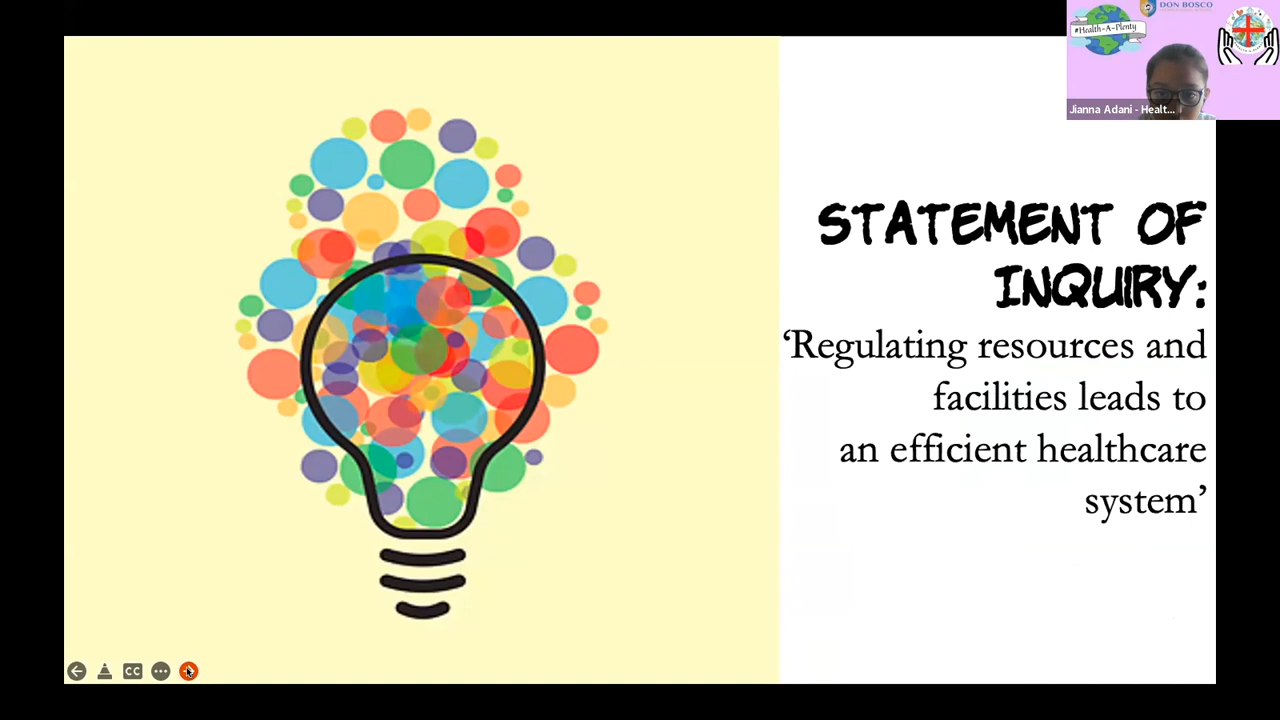 DON BOSCO
#Health-A-Plenty
Jianna Adani - Healt...
STATEMENT OF
INQUIRY:
‘Regulating resources and
facilities leads to
an efficient healthcare
system’
CC